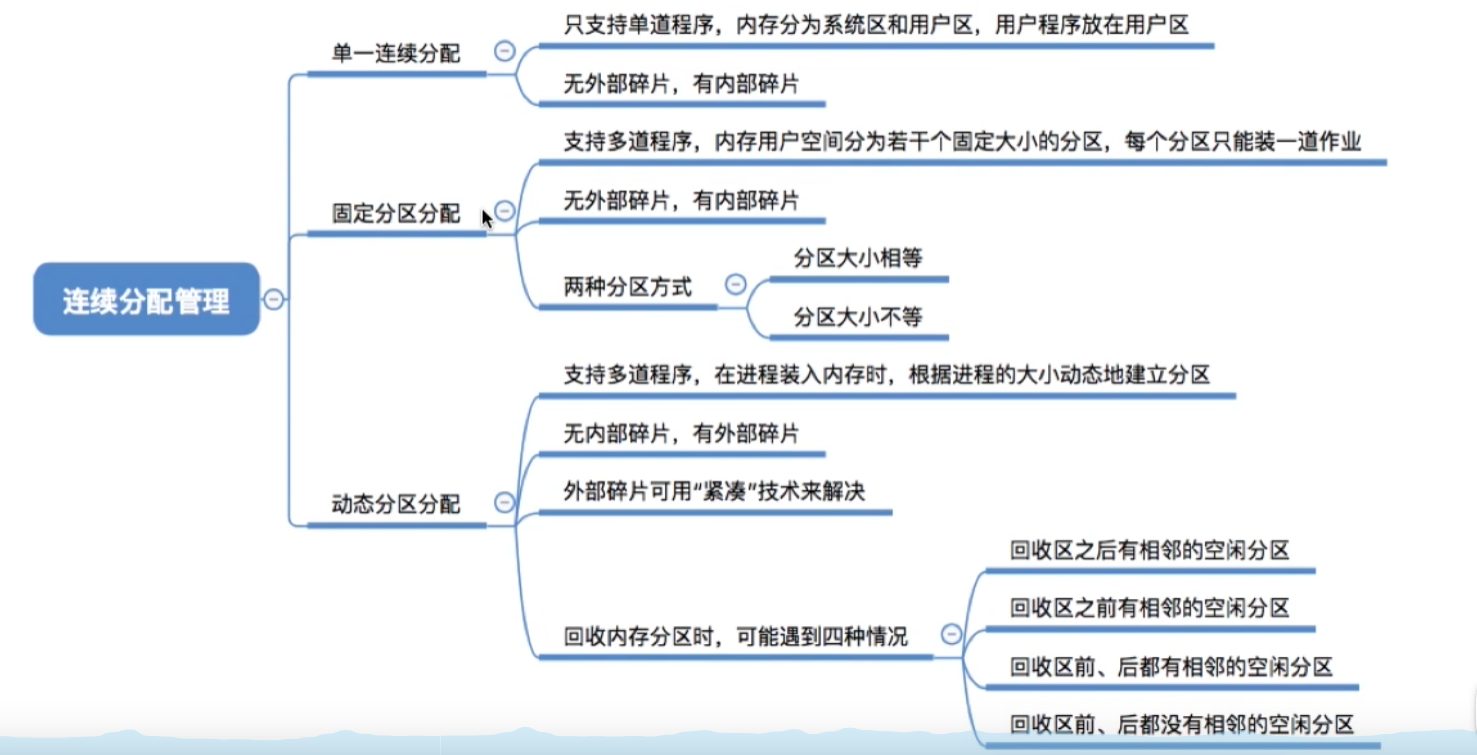 连续分配管理
单一连续分配
只支持单道程序，内存分为系统区和用户区，用户程序放在用户区
无外部碎片，有内部碎片
固定分区分配
支持多道程序，内存用户空间分为若干个固定大小的分区，每个分区只能装一道作业
无外部碎片，有内部碎片
两种分区方式
分区大小相等
分区大小不等
动态分区分配
支持多道程序，在进程装入内存时，根据进程的大小动态地建立分区
无内部碎片，有外部碎片
外部碎片可用“紧凑”技术来解决
回收内存分区时，可能遇到四种情况
回收区之后有相邻的空闲分区
回收区之前有相邻的空闲分区
回收区前、后都有相邻的空闲分区
回收区前、后都没有相邻的空闲分区